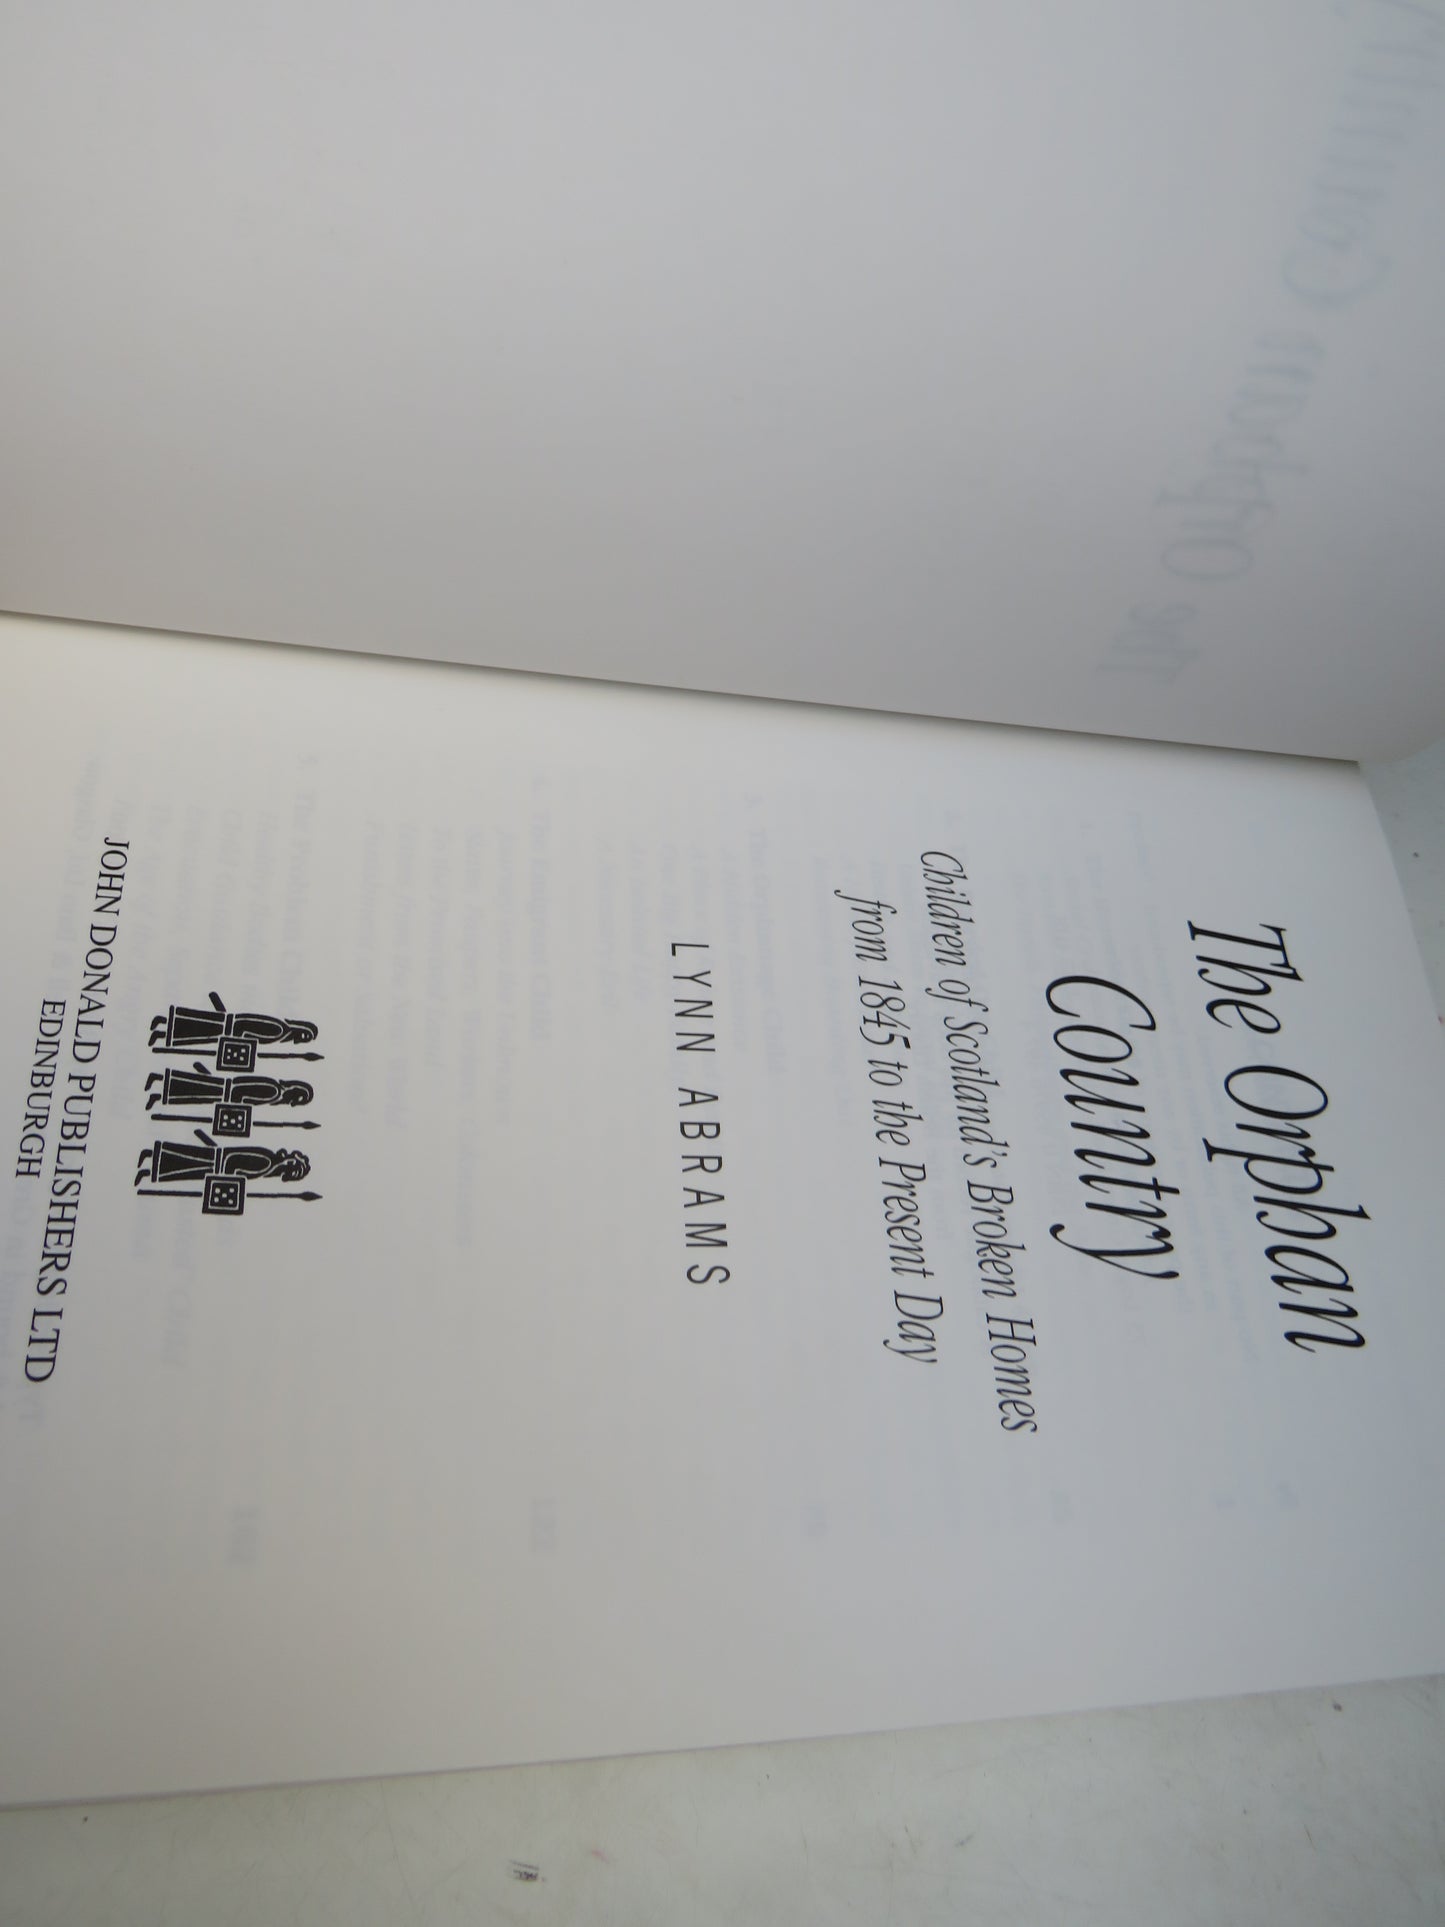 The Orphan
Country
Children of Scotland's Broken Homes
from 1845 to the Present Day
LYNN ABRAMS
JOHN DONALD PUBLISHERS LTD
EDINBURGH